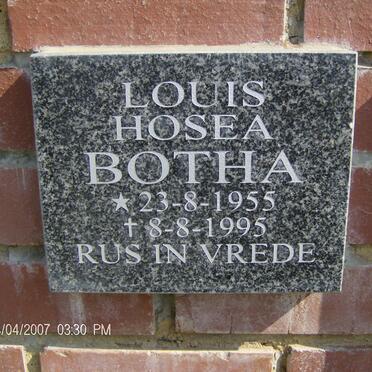 LOUIS
HOSEA
BOTHA
★ 23-8-1955
† 8-8-1995
RUS IN VREDE
/04/2007 03:30 PM